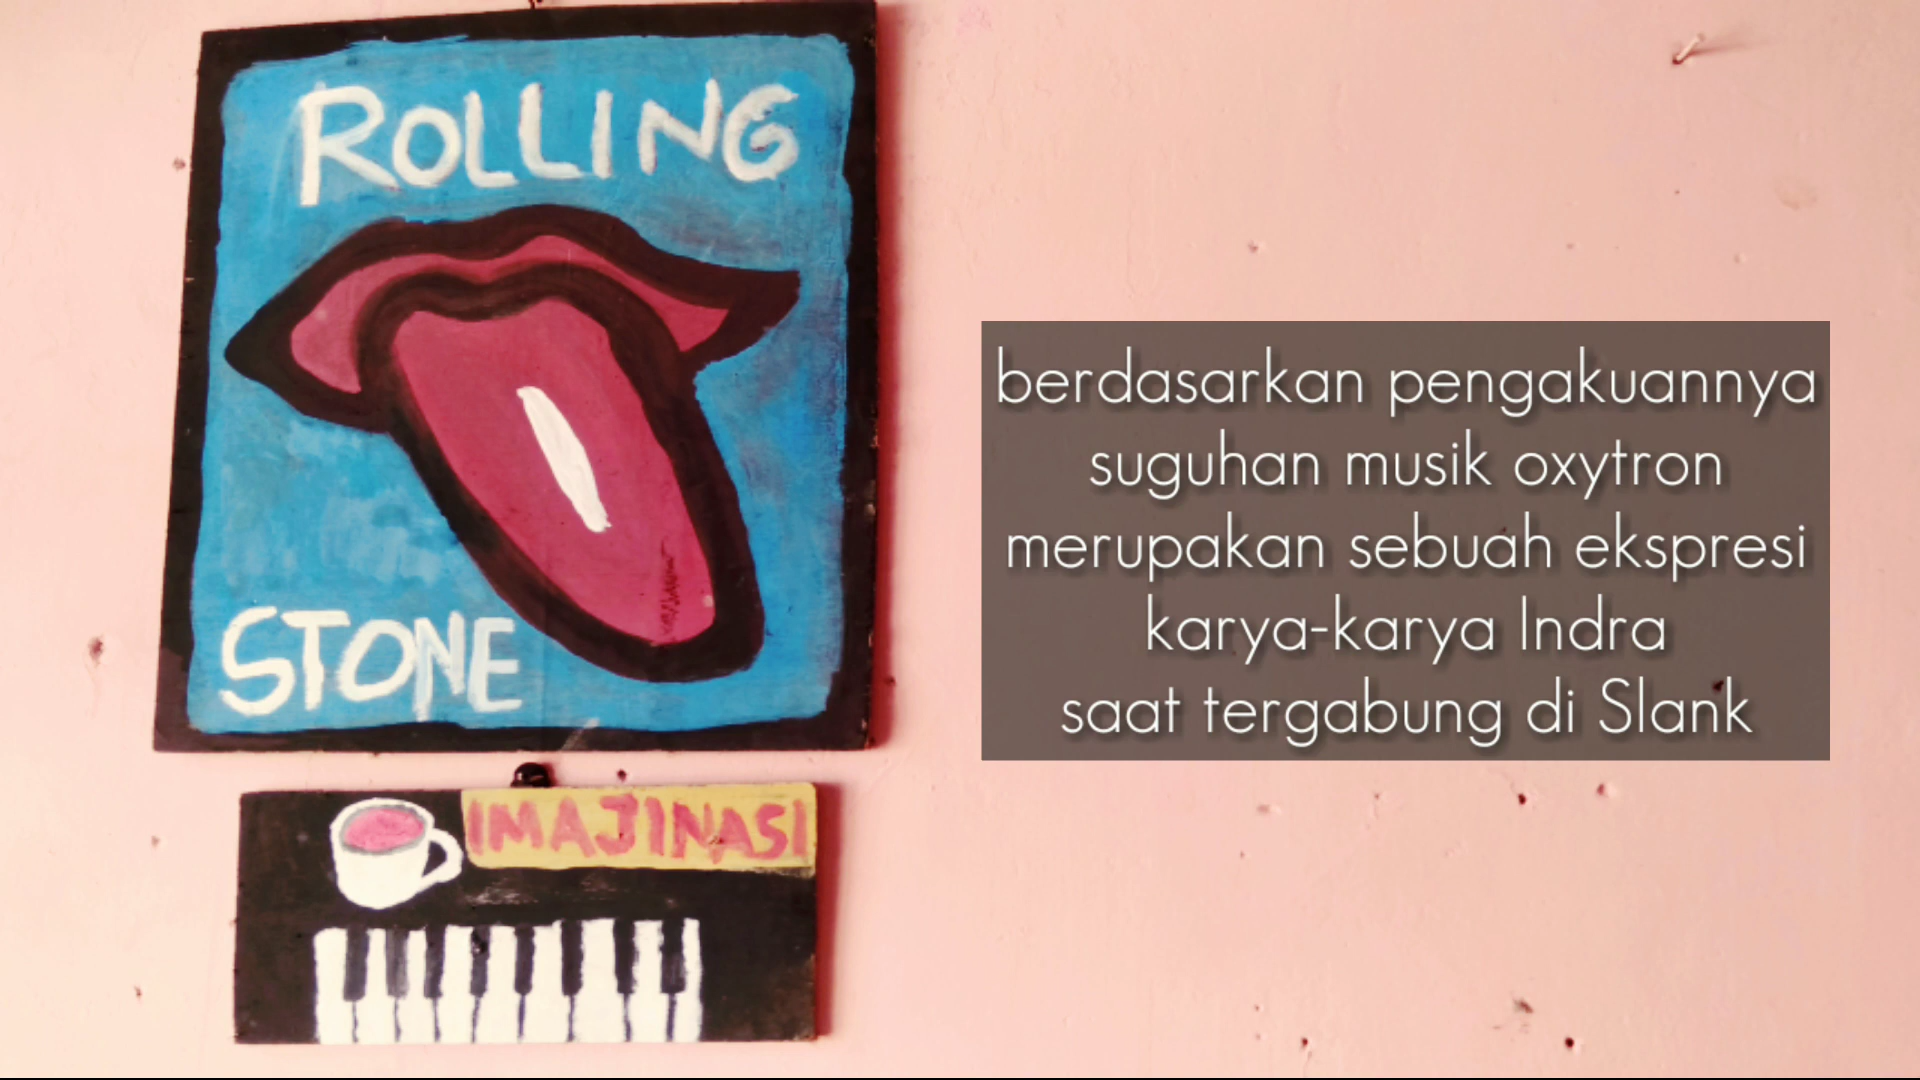 ROLLING
STONE
IMAJINASI
berdasarkan pengakuannya
suguhan musik oxytron
merupakan sebuah ekspresi
karya-karya Indra
saat tergabung di Slank